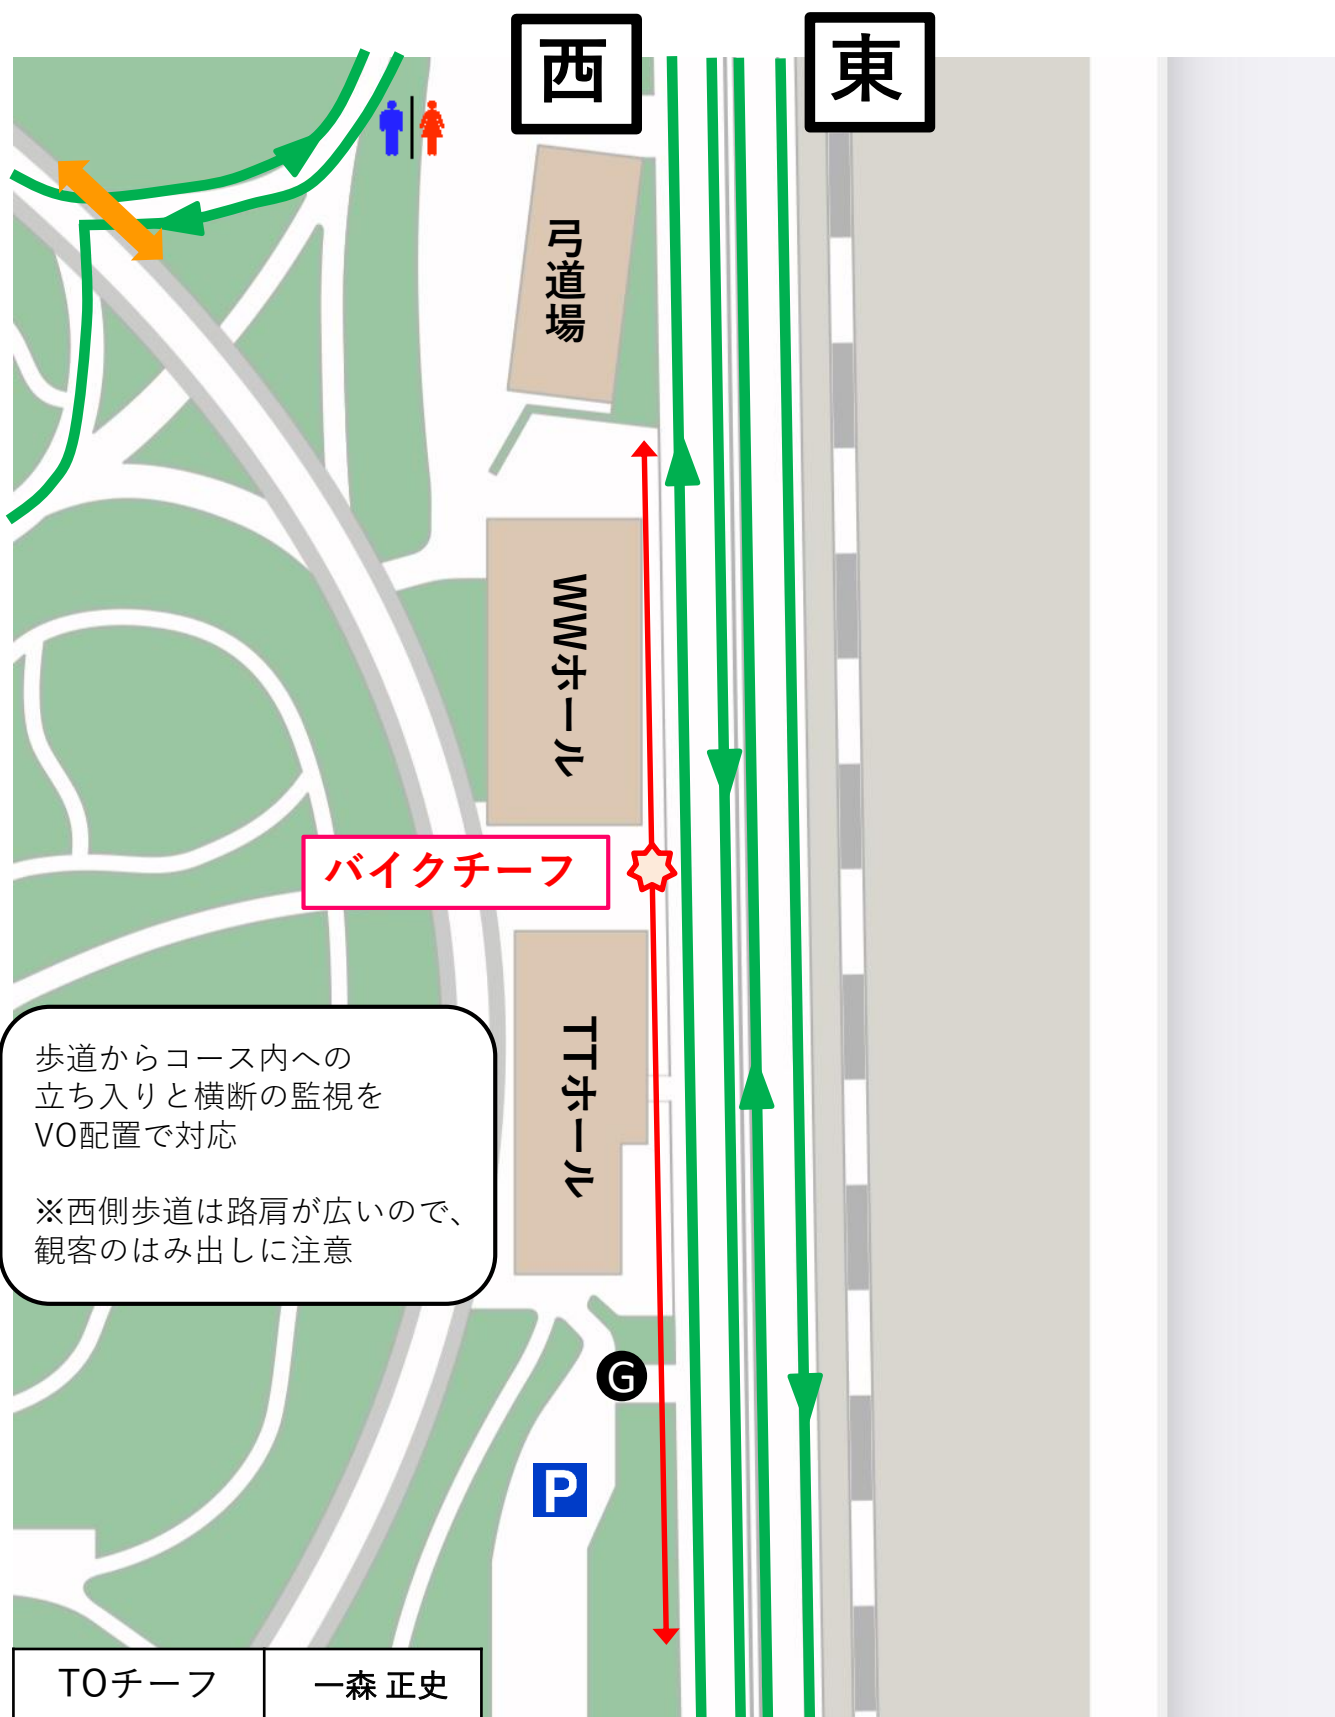 西
東
弓道場
WWホール
バイクチーフ
TTホール
歩道からコース内への
立ち入りと横断の監視を
VO配置で対応
※西側歩道は路肩が広いので、
観客のはみ出しに注意
G
P
TOチーフ
一森 正史